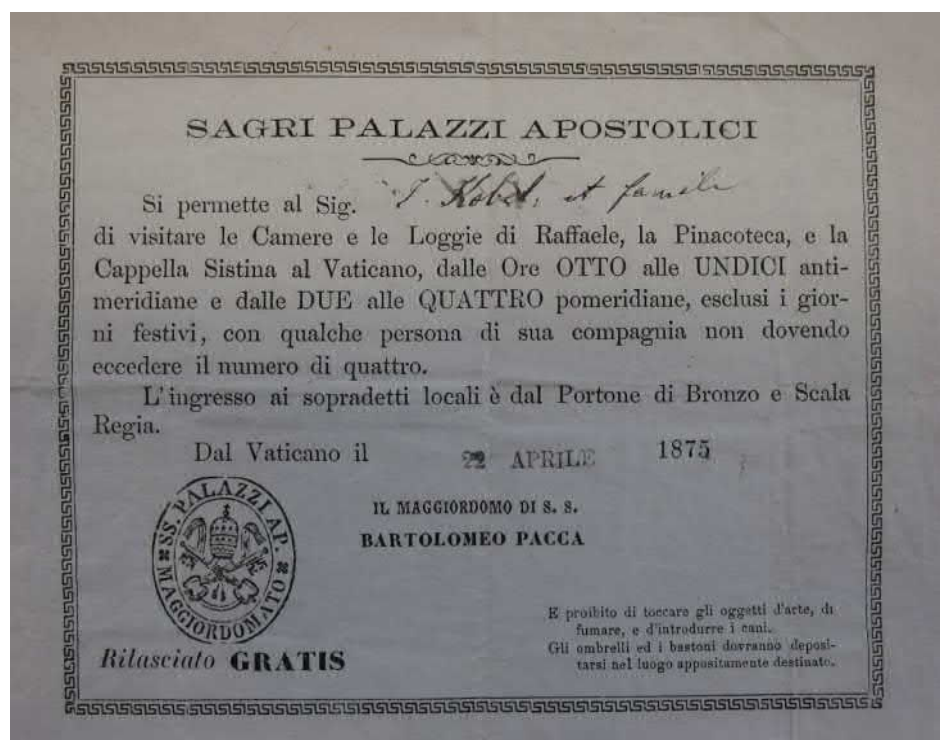 SAGRI PALAZZI APOSTOLICI
Si permette al Sig. et
di visitare le Camere e le Loggie di Raffaele, la Pinacoteca, e la
Cappella Sistina al Vaticano, dalle Ore OTTO alle UNDICI anti-
meridiane e dalle DUE alle QUATTRO pomeridiane, esclusi i gior-
ni festivi, con qualche persona di sua compagnia non dovendo
eccedere il numero di quattro.
L'ingresso ai sopradetti locali è dal Portone di Bronzo e Scala
Regia.
Dal Vaticano il 22 APRILE 1875
IL MAGGIORDOMO DI S. S.
BARTOLOMEO PACCA
SS. PALAZZI AP.
MAGGIORDOMATO
Rilasciato GRATIS
E proibito di toccare gli oggetti d'arte, di
fumare, e d'introdurre i cani.
Gli ombrelli ed i bastoni dovranno deposi-
tarsi nel luogo appositamente destinato.